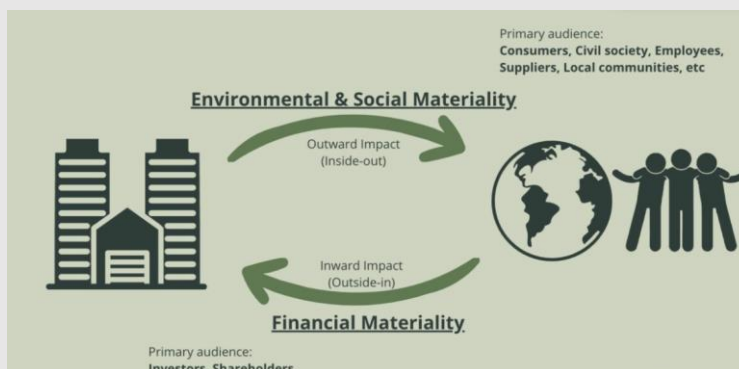 Primary audience:
Consumers, Civil society, Employees,
Suppliers, Local communities, etc
Environmental & Social Materiality
Outward Impact
(Inside-out)
Inward Impact
(Outside-in)
Financial Materiality
Primary audience:
Investors, Shareholders